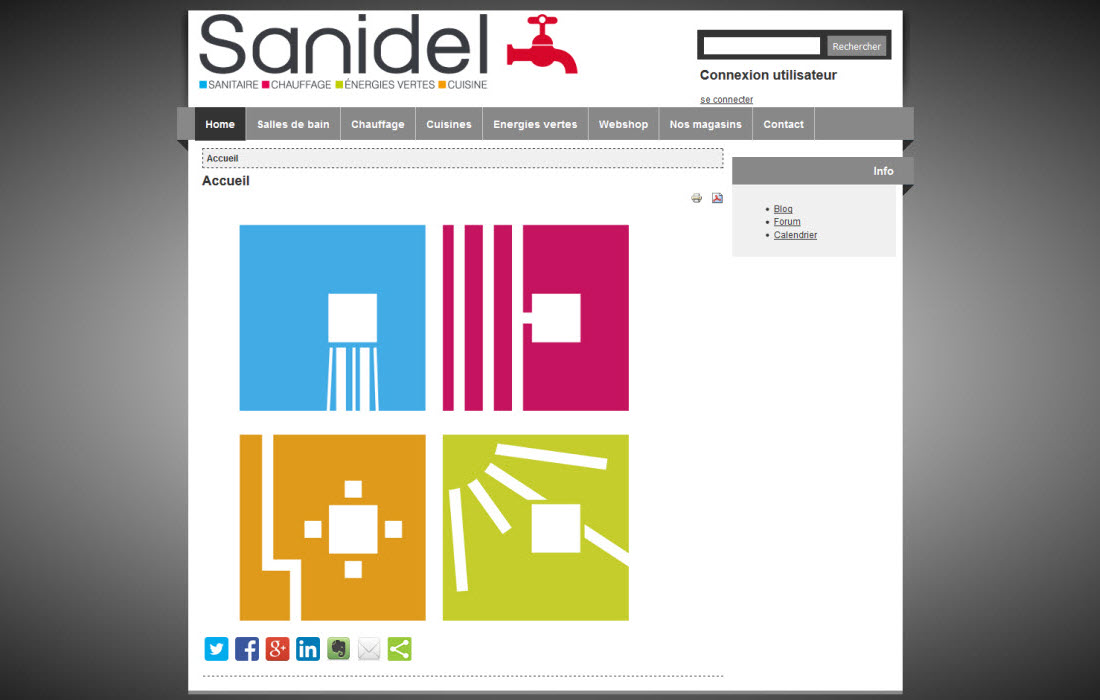 Sanidel
SANITAIRE CHAUFFAGE ÉNERGIES VERTES CUISINE
Rechercher
Connexion utilisateur
se connecter
Home Salles de bain Chauffage Cuisines Energies vertes Webshop Nos magasins Contact
Accueil
Accueil
Info
Blog
Forum
Calendrier